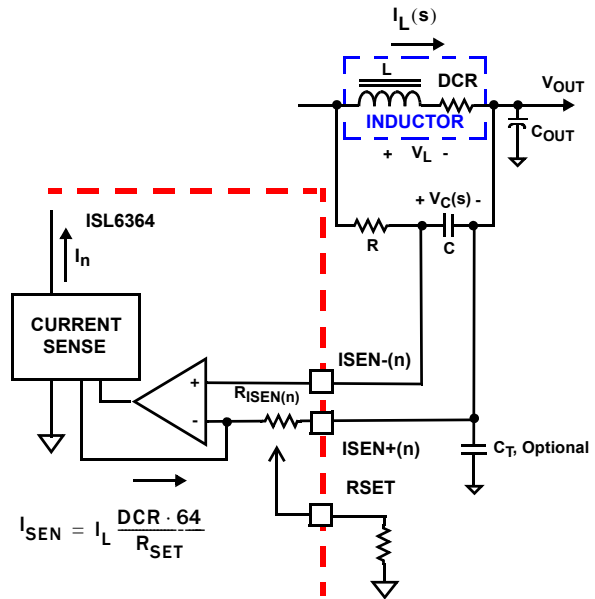 I_L(s)
L
DCR
V_OUT
INDUCTOR
C_OUT
+ V_L -
ISL6364
+ V_C(s) -
R
C
I_n
CURRENT
SENSE
ISEN-(n)
+
R_ISEN(n)
-
ISEN+(n)
C_T, Optional
RSET
I_SEN = I_L DCR · 64 / R_SET